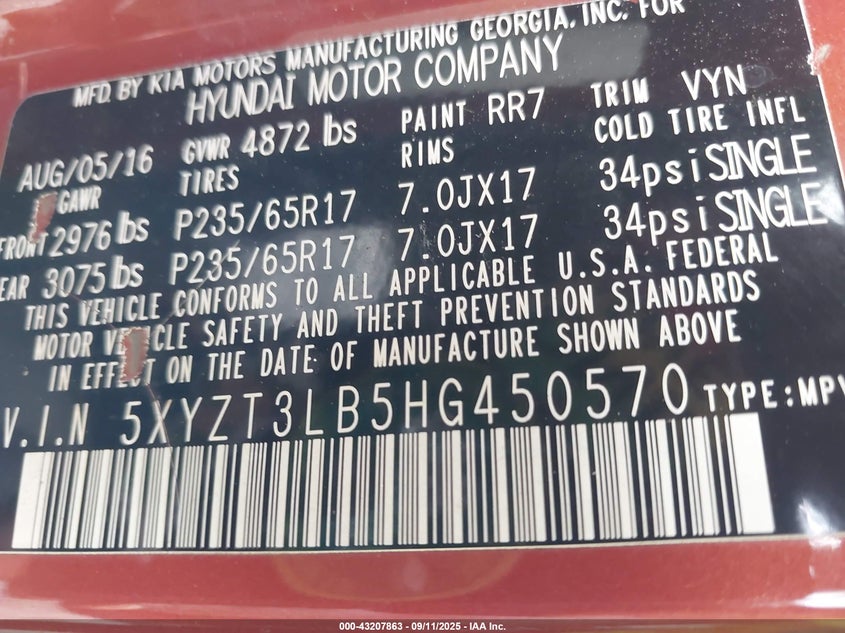 MFD. BY KIA MOTORS MANUFACTURING GEORGIA, INC. FOR
HYUNDAI MOTOR COMPANY
AUG/05/16 GVWR 4872 lbs PAINT RR7 TRIM VYN
GAWR TIRES RIMS COLD TIRE INFL
FRONT 2976 lbs P235/65R17 7.0JX17 34psi SINGLE
EAR 3075 lbs P235/65R17 7.0JX17 34psi SINGLE
THIS VEHICLE CONFORMS TO ALL APPLICABLE U.S.A. FEDERAL
MOTOR VEHICLE SAFETY AND THEFT PREVENTION STANDARDS
IN EFFECT ON THE DATE OF MANUFACTURE SHOWN ABOVE
V.I.N 5XYZT3LB5HG450570 TYPE:MPV
000-43207863 - 09/11/2025 - IAA Inc.